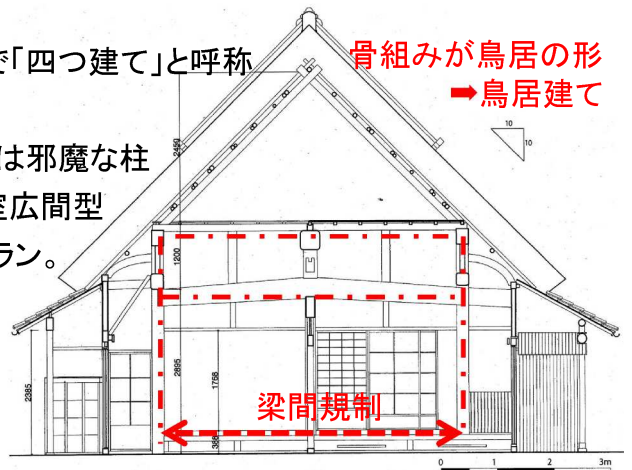 で「四つ建て」と呼称
骨組みが鳥居の形
➡鳥居建て
は邪魔な柱
室広間型
ラン。
10
10
2450
1200
2895
1758
2385
梁間規制
0 1 2 3m